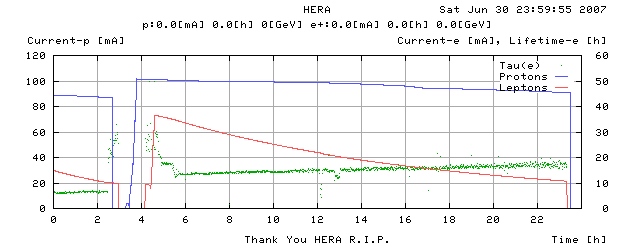 HERA
Sat Jun 30 23:59:55 2007
p:0.0[mA] 0.0[h] 0[GeV] e+:0.0[mA] 0.0[h] 0.0[GeV]
Current-p [mA]
Current-e [mA], Lifetime-e [h]
120 60
Tau(e)
Protons
100 50
Leptons
80 40
60 30
40 20
20 10
0 0
0 2 4 6 8 10 12 14 16 18 20 22
Thank You HERA R.I.P.
Time [h]